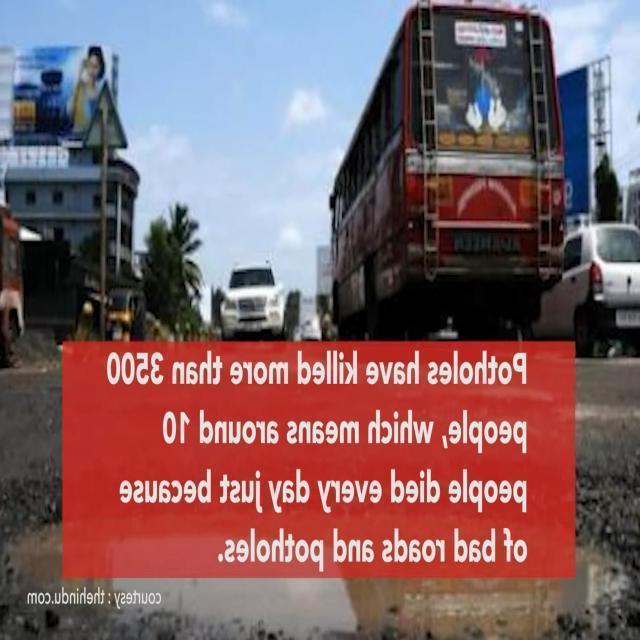 Potholes have killed more than 3500
people, which means around 10
people died every day just because
of bad roads and potholes.
courtesy : thehindu.com